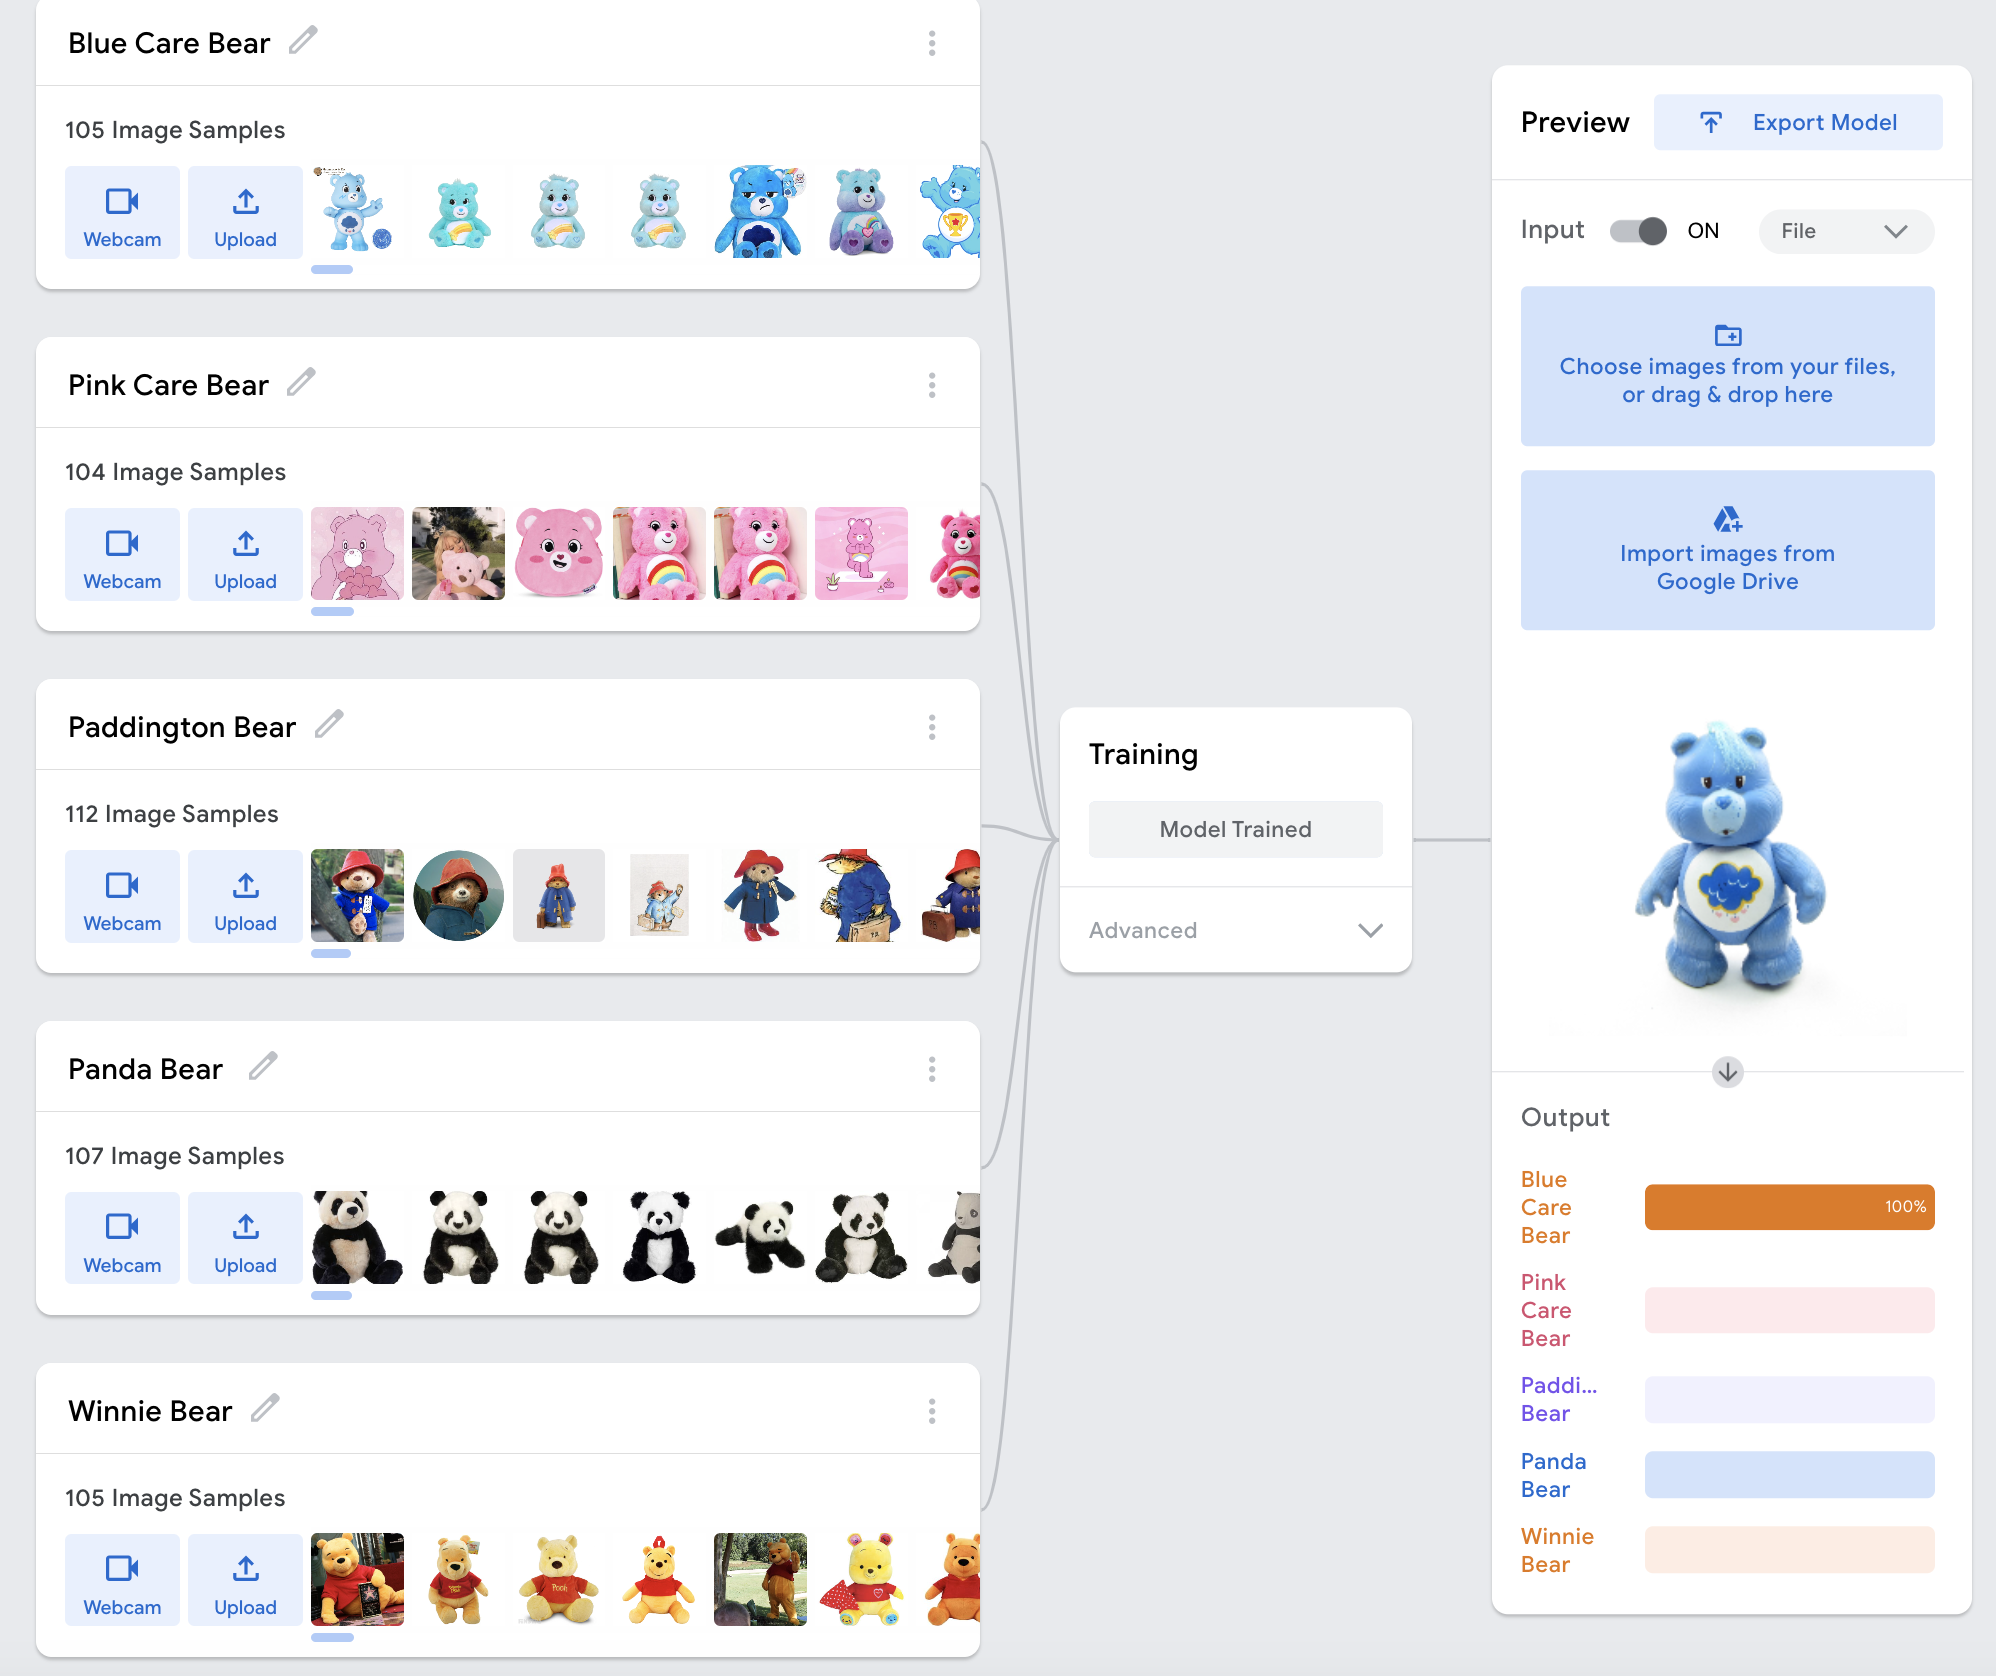 Blue Care Bear
105 Image Samples
Webcam
Upload
Pink Care Bear
104 Image Samples
Webcam
Upload
Paddington Bear
112 Image Samples
Webcam
Upload
Panda Bear
107 Image Samples
Webcam
Upload
Winnie Bear
105 Image Samples
Webcam
Upload
Pooh
Training
Model Trained
Advanced
Preview
Export Model
Input
ON
File
Choose images from your files,
or drag & drop here
Import images from
Google Drive
Output
Blue
Care
Bear
100%
Pink
Care
Bear
Paddi...
Bear
Panda
Bear
Winnie
Bear